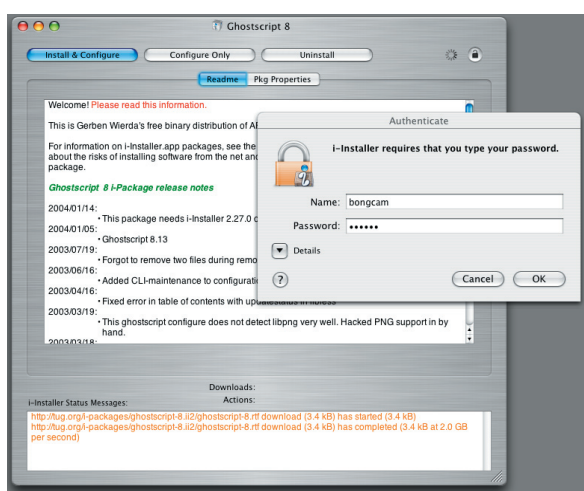 Ghostscript 8
Install & Configure
Configure Only
Uninstall
Readme
Pkg Properties
Welcome! Please read this information.
This is Gerben Wierda's free binary distribution of
For information on i-Installer.app packages, see the
about the risks of installing software from the net and
package.
Ghostscript 8 i-Package release notes
2004/01/14:
• This package needs i-Installer 2.27.0
2004/01/05:
• Ghostscript 8.13
2003/07/19:
• Forgot to remove two files during
2003/06/16:
• Added CLI-maintenance to
2003/04/16:
• Fixed error in table of contents with
2003/03/19:
• This ghostscript configure does not detect libpng very well. Hacked PNG support in by
hand.
2003/03/18:
Authenticate
i-Installer requires that you type your password.
Name: bongcam
Password: ••••••
Details
?
Cancel
OK
Downloads:
i-Installer Status Messages:
Actions:
http://tug.org/i-packages/ghostscript-8.ii2/ghostscript-8.rtf download (3.4 kB) has started (3.4 kB)
http://tug.org/i-packages/ghostscript-8.ii2/ghostscript-8.rtf download (3.4 kB) has completed (3.4 kB at 2.0 GB
per second)